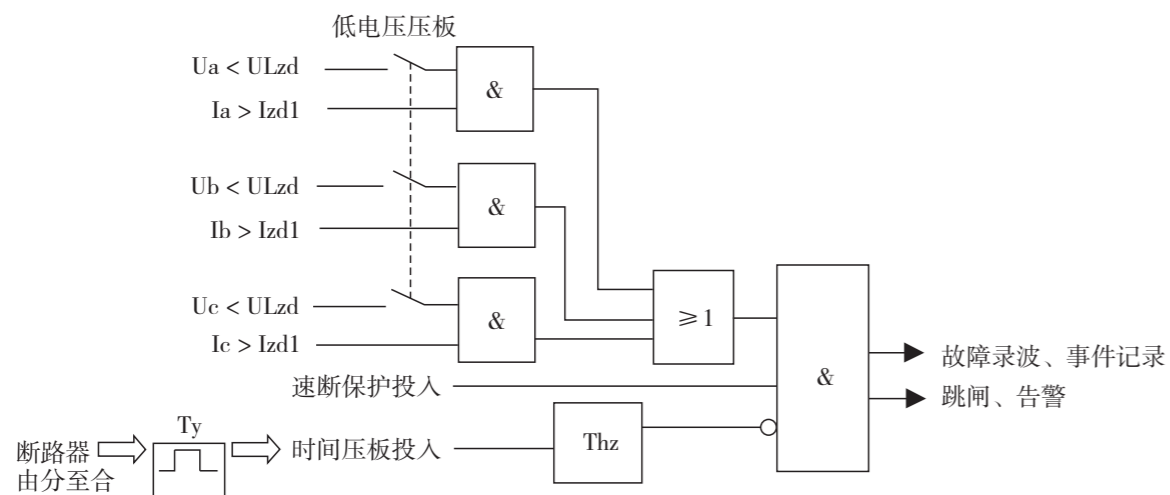 低电压压板
Ua < ULzd
&
Ia > Izd1
Ub < ULzd
&
Ib > Izd1
Uc < ULzd
&
Ic > Izd1
≥1
&
故障录波、事件记录
跳闸、告警
速断保护投入
Ty
断路器
由分至合
时间压板投入
Thz